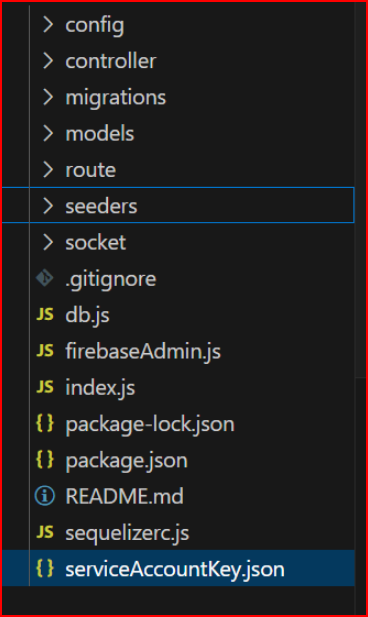 config
controller
migrations
models
route
seeders
socket
.gitignore
JS db.js
JS firebaseAdmin.js
JS index.js
{} package-lock.json
{} package.json
README.md
JS sequelizerc.js
{} serviceAccountKey.json